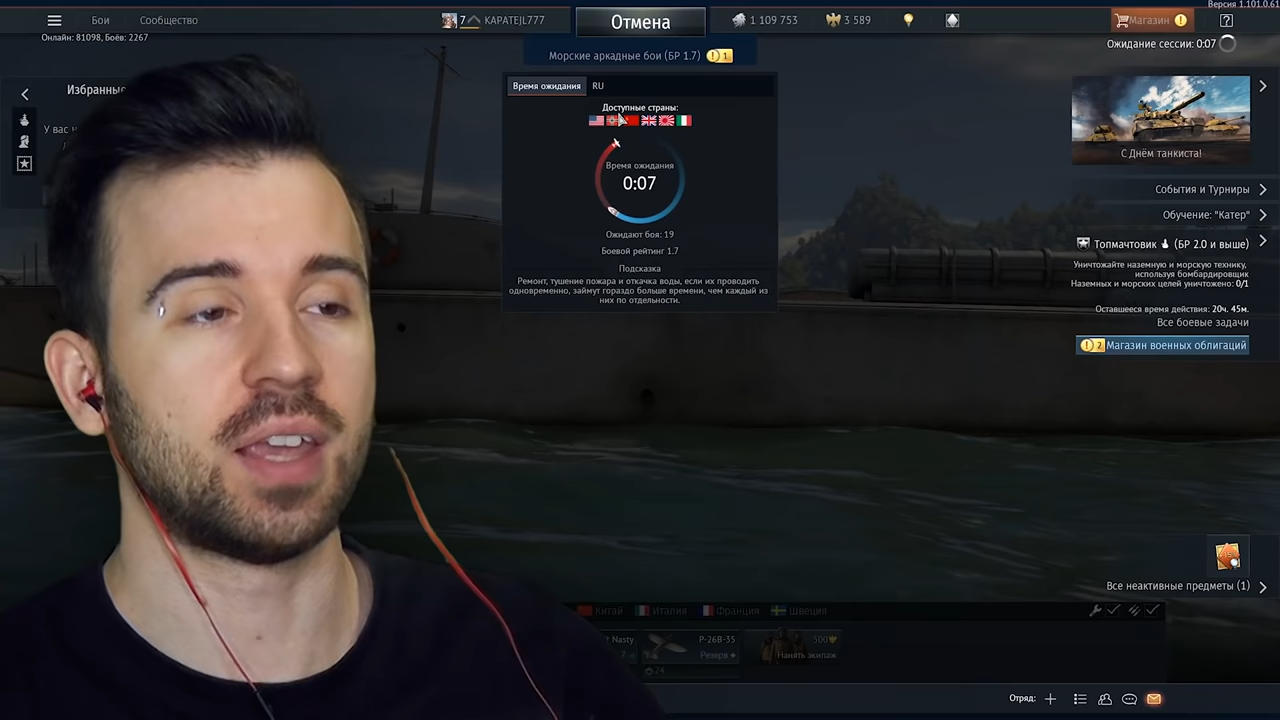 Версия 1.101.0.61
Бои
Сообщество
7
KAPATEJL777
Отмена
1 109 753
3 589
Магазин
Онлайн: 81098, Боёв: 2267
Морские аркадные бои (БР 1.7)
1
Ожидание сессии: 0:07
Избранные
У вас
Время ожидания
RU
Доступные страны:
Время ожидания
0:07
Ожидают боя: 19
Боевой рейтинг 1.7
Подсказка
Ремонт, тушение пожара и откачка воды, если их проводить
одновременно, займут гораздо больше времени, чем каждый из
них по отдельности.
С Днём танкиста!
События и Турниры
Обучение: "Катер"
Топмачтовик (БР 2.0 и выше)
Уничтожайте наземную и морскую технику,
используя бомбардировщик
Наземных и морских целей уничтожено: 0/1
Оставшееся время действия: 20ч. 45м.
Все боевые задачи
2 Магазин военных облигаций
Все неактивные предметы (1)
Китай
Италия
Франция
Швеция
Nasty
P-26B-35
Резерв
500
Нанять экипаж
74
Отряд: